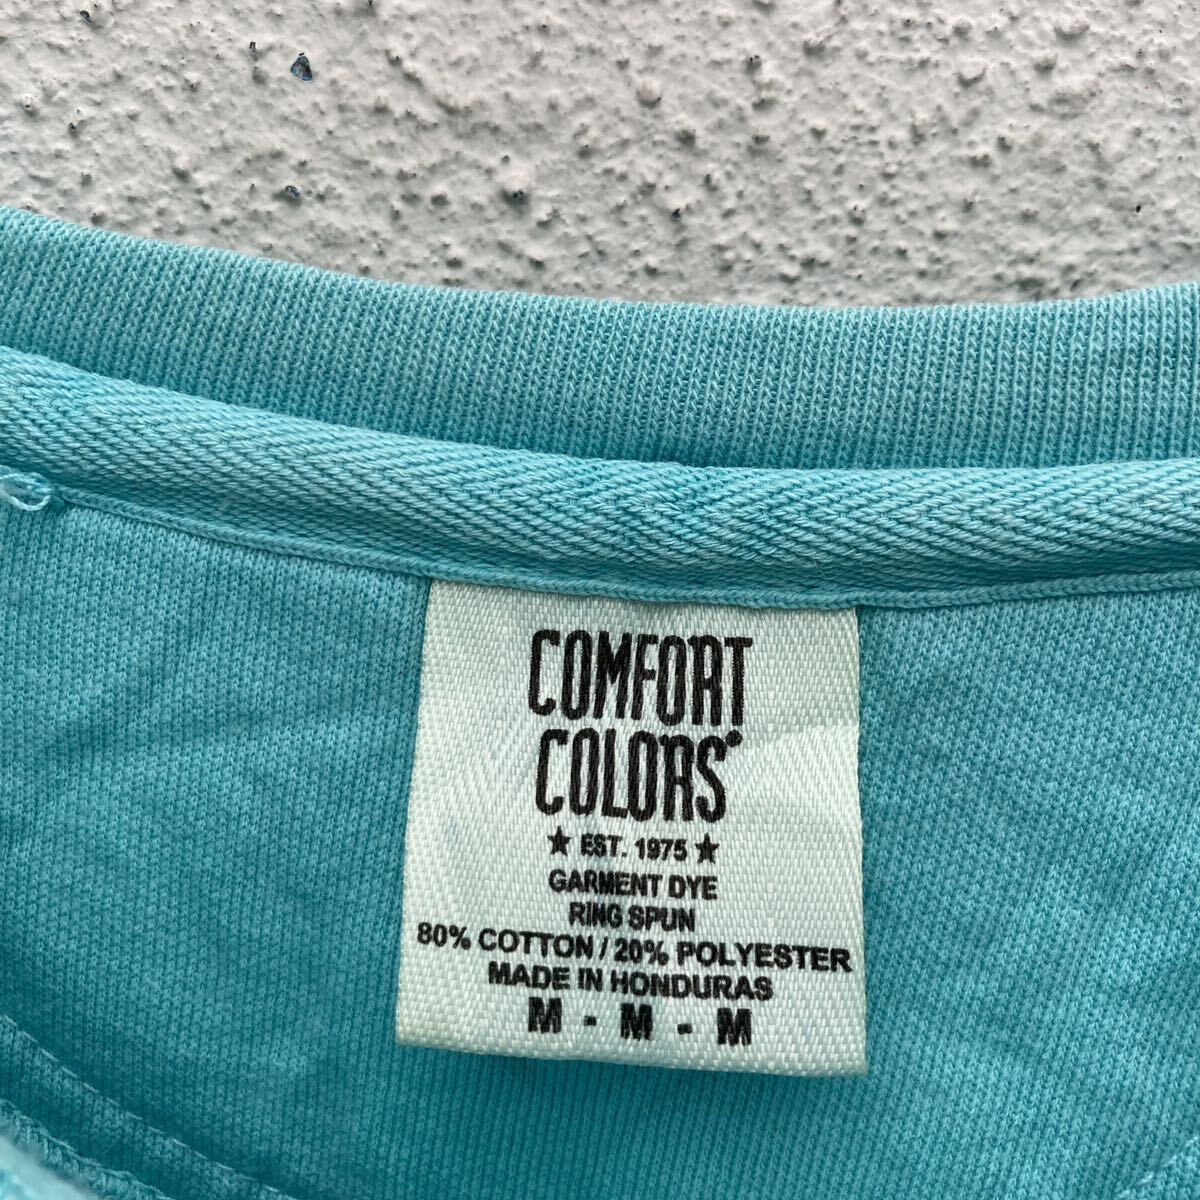 COMFORT
COLORS®
★ EST. 1975 ★
GARMENT DYE
RING SPUN
80% COTTON / 20% POLYESTER
MADE IN HONDURAS
M - M - M